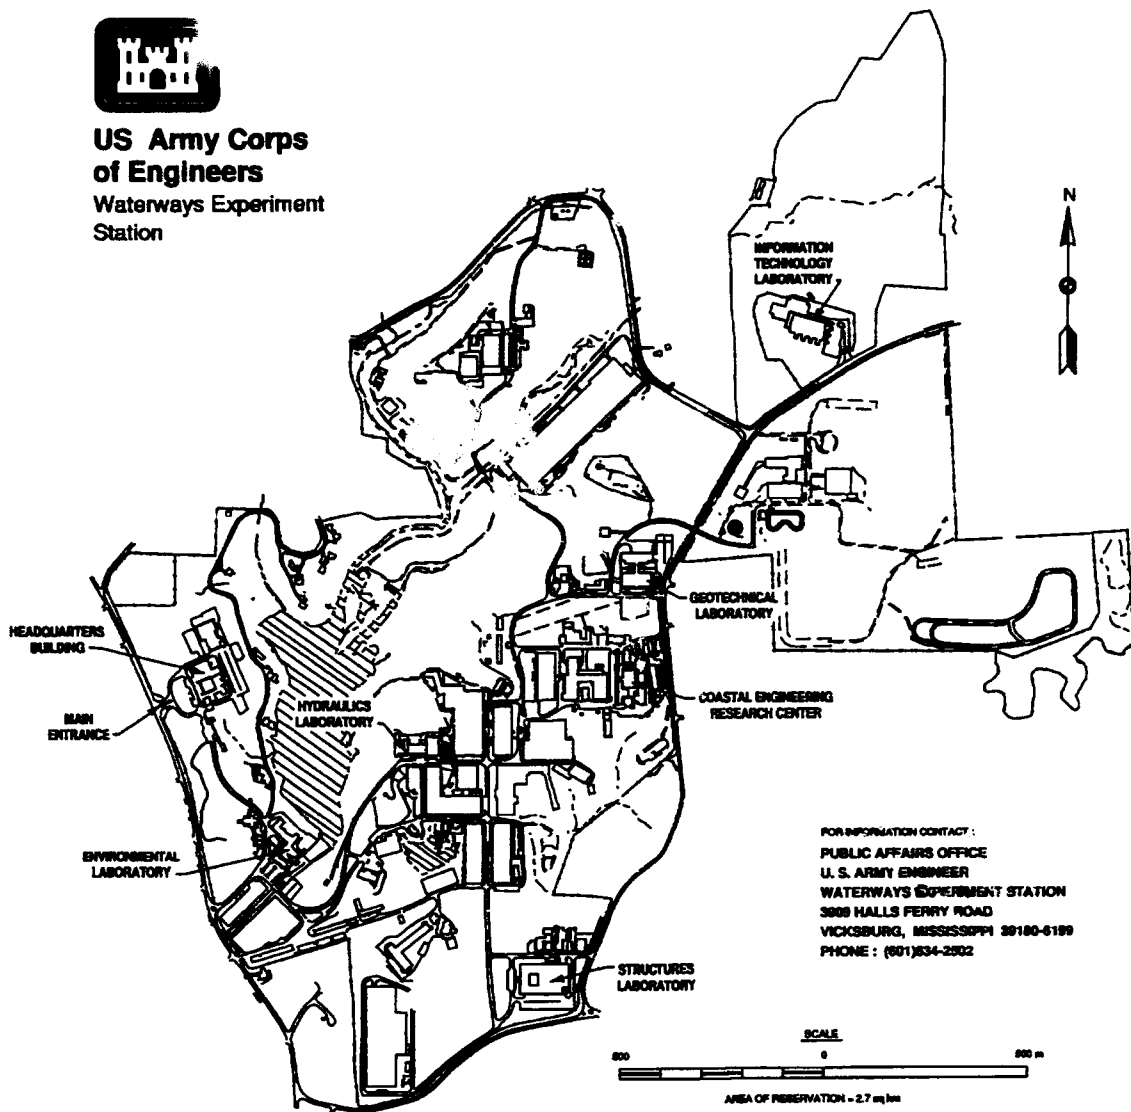 US Army Corps
of Engineers
Waterways Experiment
Station
N
INFORMATION
TECHNOLOGY
LABORATORY
GEOTECHNICAL
LABORATORY
HEADQUARTERS
BUILDING
MAIN
ENTRANCE
HYDRAULICS
LABORATORY
COASTAL ENGINEERING
RESEARCH CENTER
ENVIRONMENTAL
LABORATORY
STRUCTURES
LABORATORY
FOR INFORMATION CONTACT :
PUBLIC AFFAIRS OFFICE
U. S. ARMY ENGINEER
WATERWAYS EXPERIMENT STATION
3909 HALLS FERRY ROAD
VICKSBURG, MISSISSIPPI 39180-6199
PHONE : (601)634-2502
SCALE
500 0 500 m
AREA OF RESERVATION = 2.7 sq km